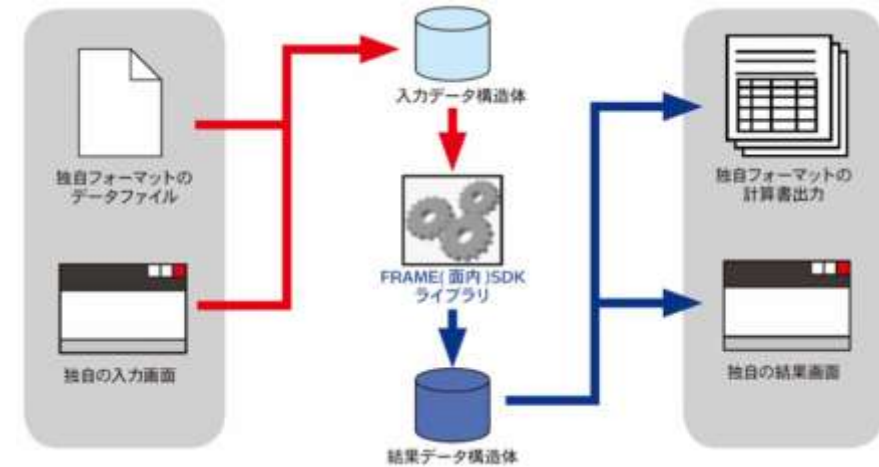 独自フォーマットの
データファイル
独自の入力画面
入力データ構造体
FRAME(面内)SDK
ライブラリ
結果データ構造体
独自フォーマットの
計算書出力
独自の結果画面